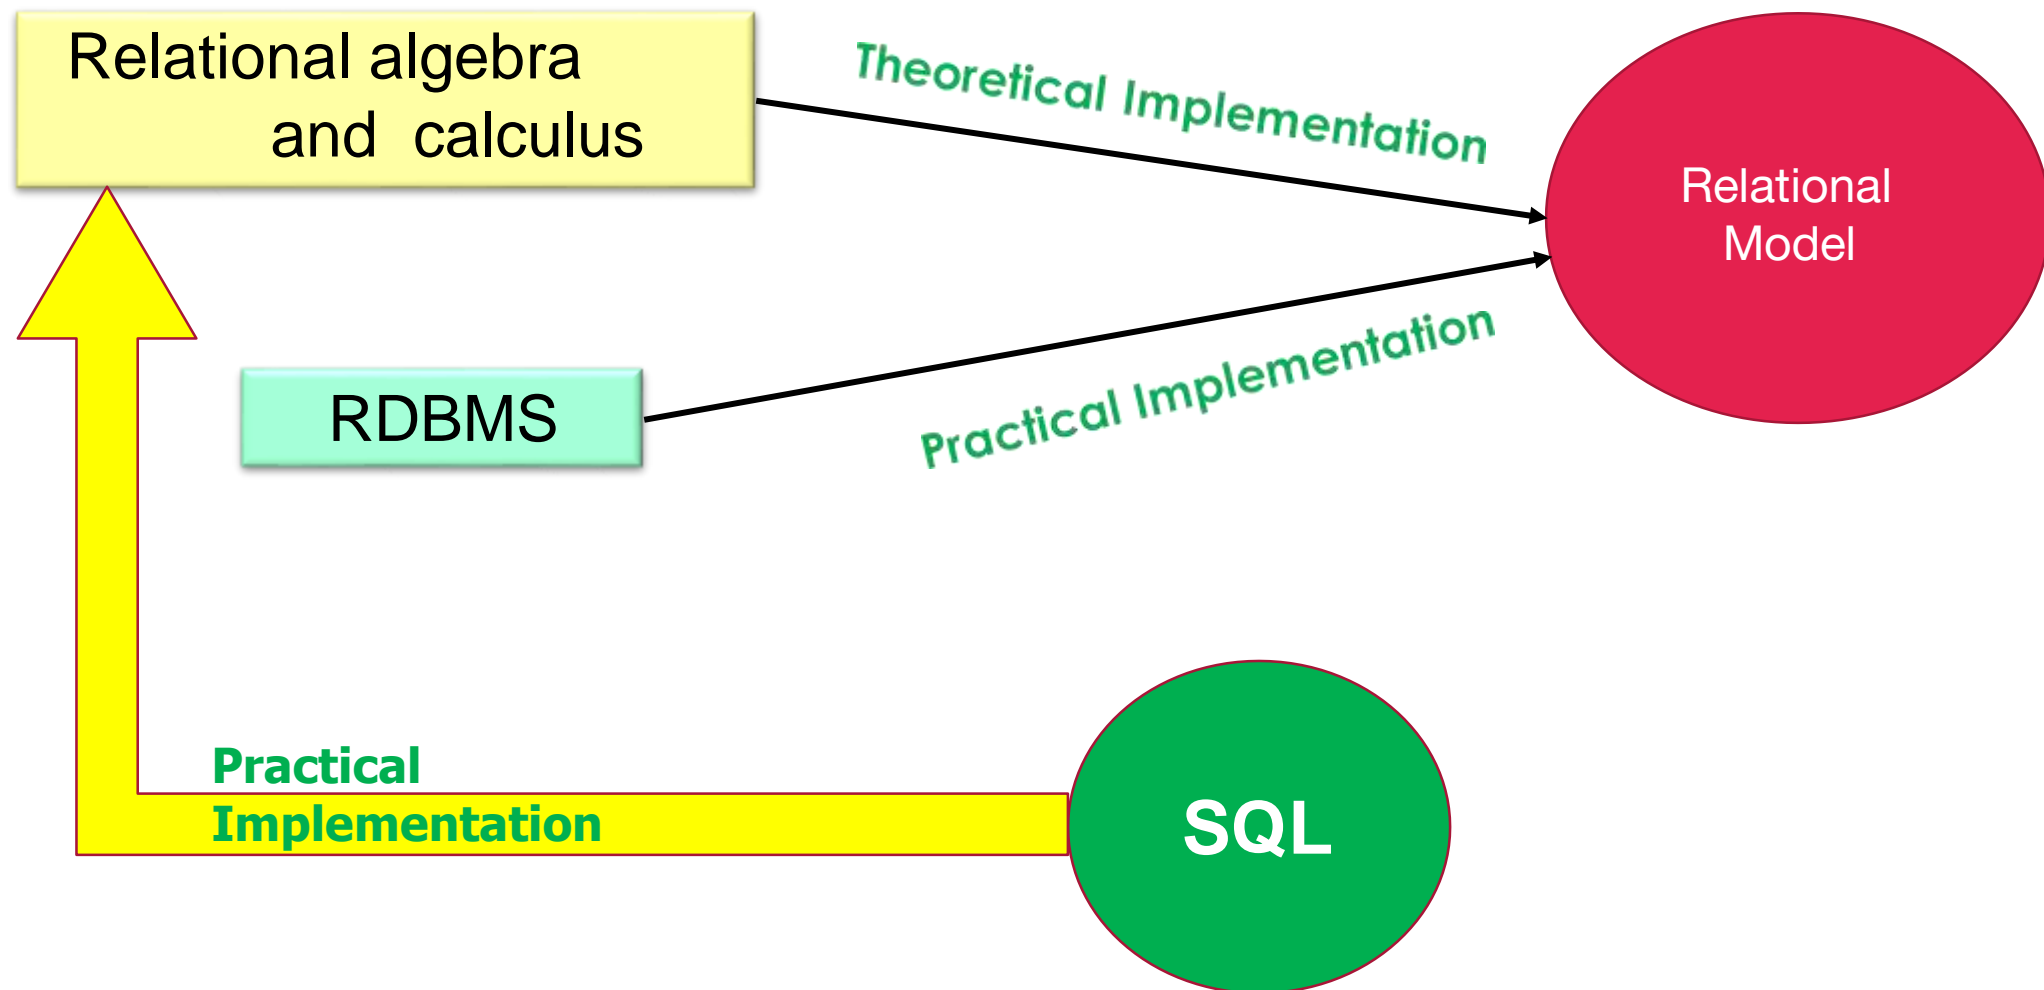 Relational algebra
and calculus
Theoretical Implementation
Relational
Model
RDBMS
Practical Implementation
Practical
Implementation
SQL